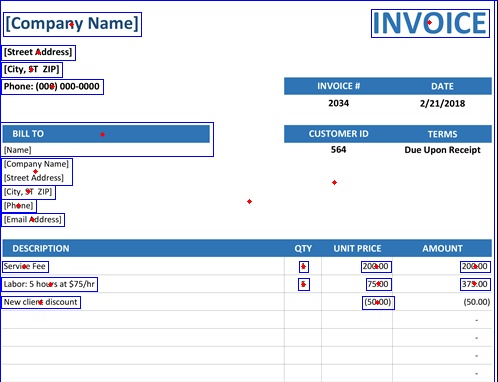 [Company Name] INVOICE
[Street Address]
[City, ST ZIP]
Phone: (000) 000-0000
INVOICE # DATE
2034 2/21/2018
BILL TO CUSTOMER ID TERMS
[Name] 564 Due Upon Receipt
[Company Name]
[Street Address]
[City, ST ZIP]
[Phone]
[Email Address]
DESCRIPTION QTY UNIT PRICE AMOUNT
Service Fee 1 200.00 200.00
Labor: 5 hours at $75/hr 5 75.00 375.00
New client discount (50.00) (50.00)
-
-
-
-